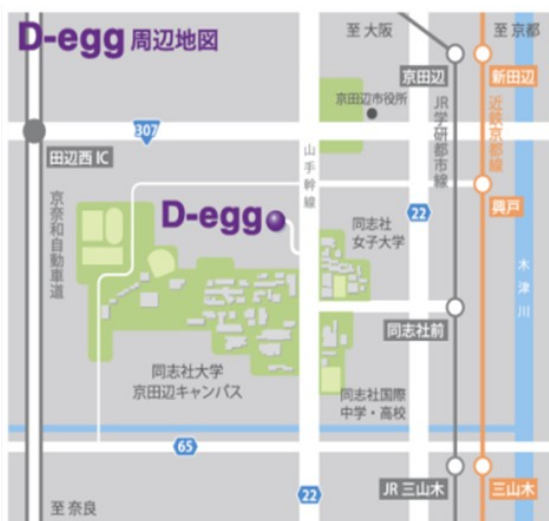 D-egg 周辺地図
至 大阪
至 京都
京田辺
新田辺
京田辺市役所
JR学研都市線
近鉄京都線
307
田辺西 IC
山手幹線
京奈和自動車道
D-egg
22
興戸
同志社
女子大学
木津川
同志社前
同志社大学
京田辺キャンパス
同志社国際
中学・高校
65
22
JR 三山木
三山木
至 奈良